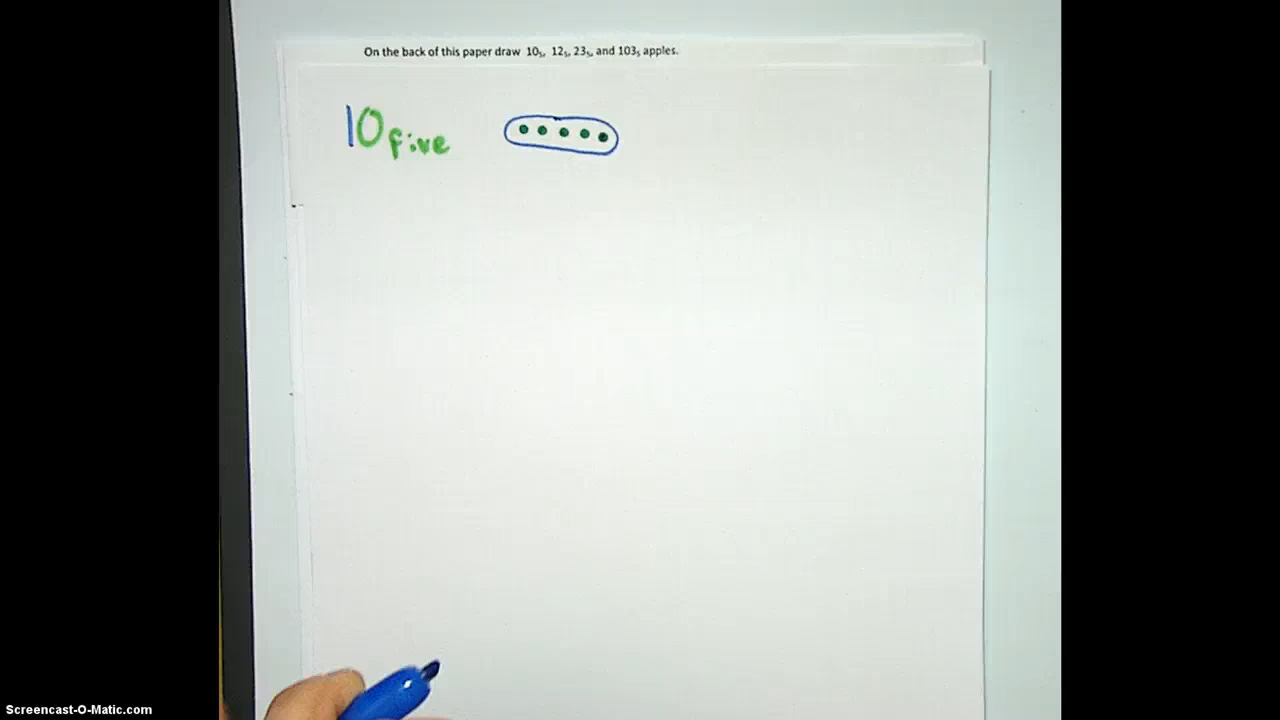 On the back of this paper draw 10₅, 12₅, 23₅, and 103₅ apples.
10five
Screencast-O-Matic.com